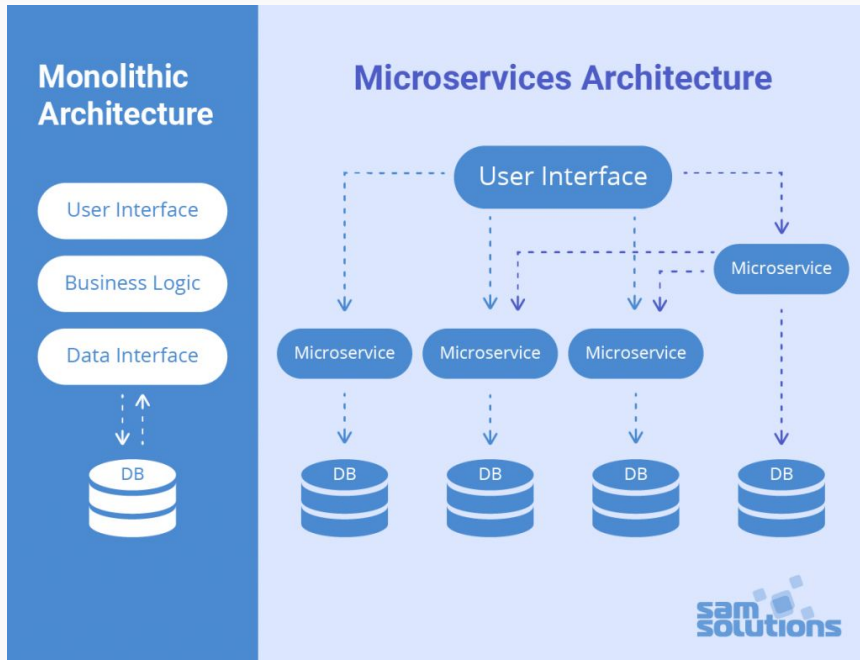 Monolithic
Architecture
User Interface
Business Logic
Data Interface
DB
Microservices Architecture
User Interface
Microservice
Microservice
Microservice
Microservice
DB
DB
DB
DB
sam
solutions